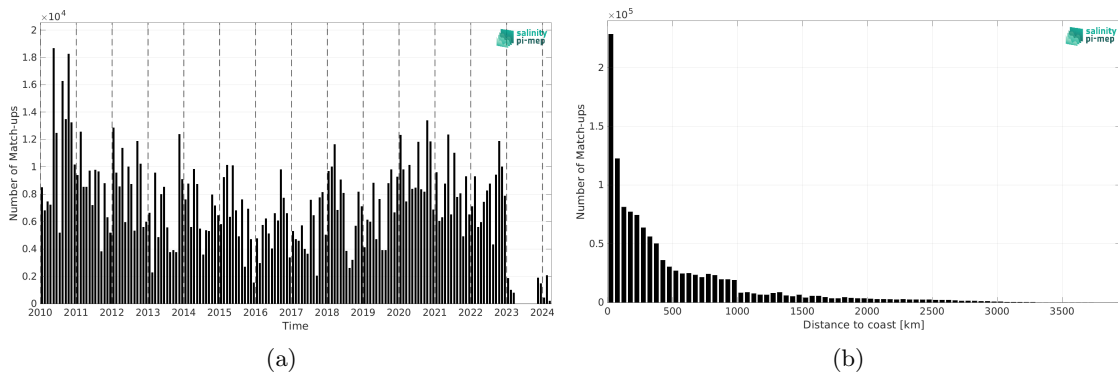 ×10⁴
2
1.8
1.6
1.4
1.2
1
0.8
0.6
0.4
0.2
0
Number of Match-ups
2010 2011 2012 2013 2014 2015 2016 2017 2018 2019 2020 2021 2022 2023 2024
Time
salinity
pi-mep
(a)
×10⁵
2
1.5
1
0.5
0
Number of Match-ups
0 500 1000 1500 2000 2500 3000 3500
Distance to coast [km]
salinity
pi-mep
(b)